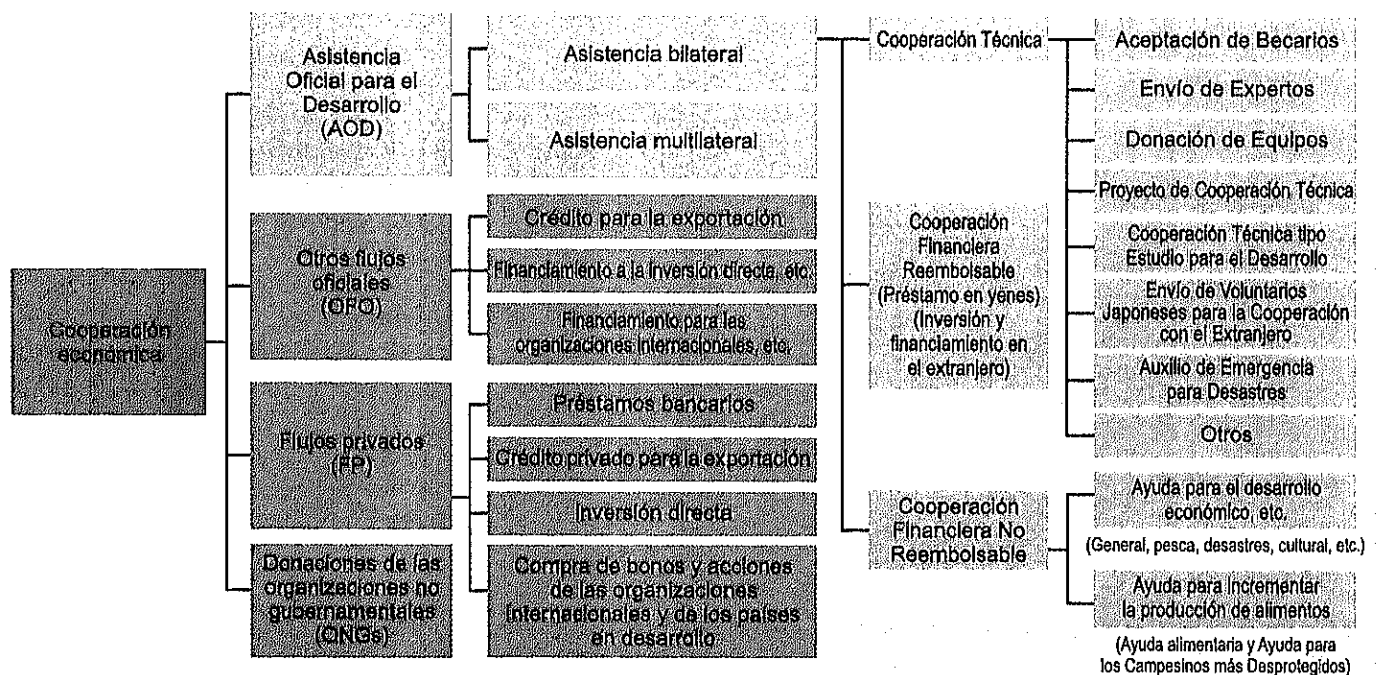 Cooperación
económica
Asistencia
Oficial para el
Desarrollo
(AOD)
Otros flujos
oficiales
(OFO)
Flujos privados
(FP)
Donaciones de las
organizaciones no
gubernamentales
(ONGs)
Asistencia bilateral
Asistencia multilateral
Crédito para la exportación
Financiamiento a la inversión directa, etc.
Financiamiento para las
organizaciones internacionales, etc.
Préstamos bancarios
Crédito privado para la exportación
Inversión directa
Compra de bonos y acciones
de las organizaciones
internacionales y de los países
en desarrollo
Cooperación Técnica
Cooperación
Financiera
Reembolsable
(Préstamo en yenes)
(Inversión y
financiamiento en
el extranjero)
Cooperación
Financiera No
Reembolsable
Aceptación de Becarios
Envío de Expertos
Donación de Equipos
Proyecto de Cooperación Técnica
Cooperación Técnica tipo
Estudio para el Desarrollo
Envío de Voluntarios
Japoneses para la Cooperación
con el Extranjero
Auxilio de Emergencia
para Desastres
Otros
Ayuda para el desarrollo
económico, etc.
(General, pesca, desastres, cultural, etc.)
Ayuda para incrementar
la producción de alimentos
(Ayuda alimentaria y Ayuda para
los Campesinos más Desprotegidos)